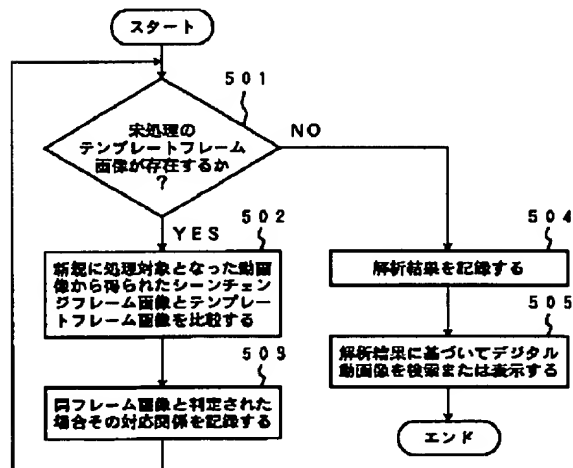 スタート
501
未処理の
テンプレートフレーム
画像が存在するか
?
NO
YES
502
新規に処理対象となった動画
像から得られたシーンチェン
ジフレーム画像とテンプレー
トフレーム画像を比較する
503
同フレーム画像と判定された
場合その対応関係を記録する
504
解析結果を記録する
505
解析結果に基づいてデジタル
動画像を検索または表示する
エンド